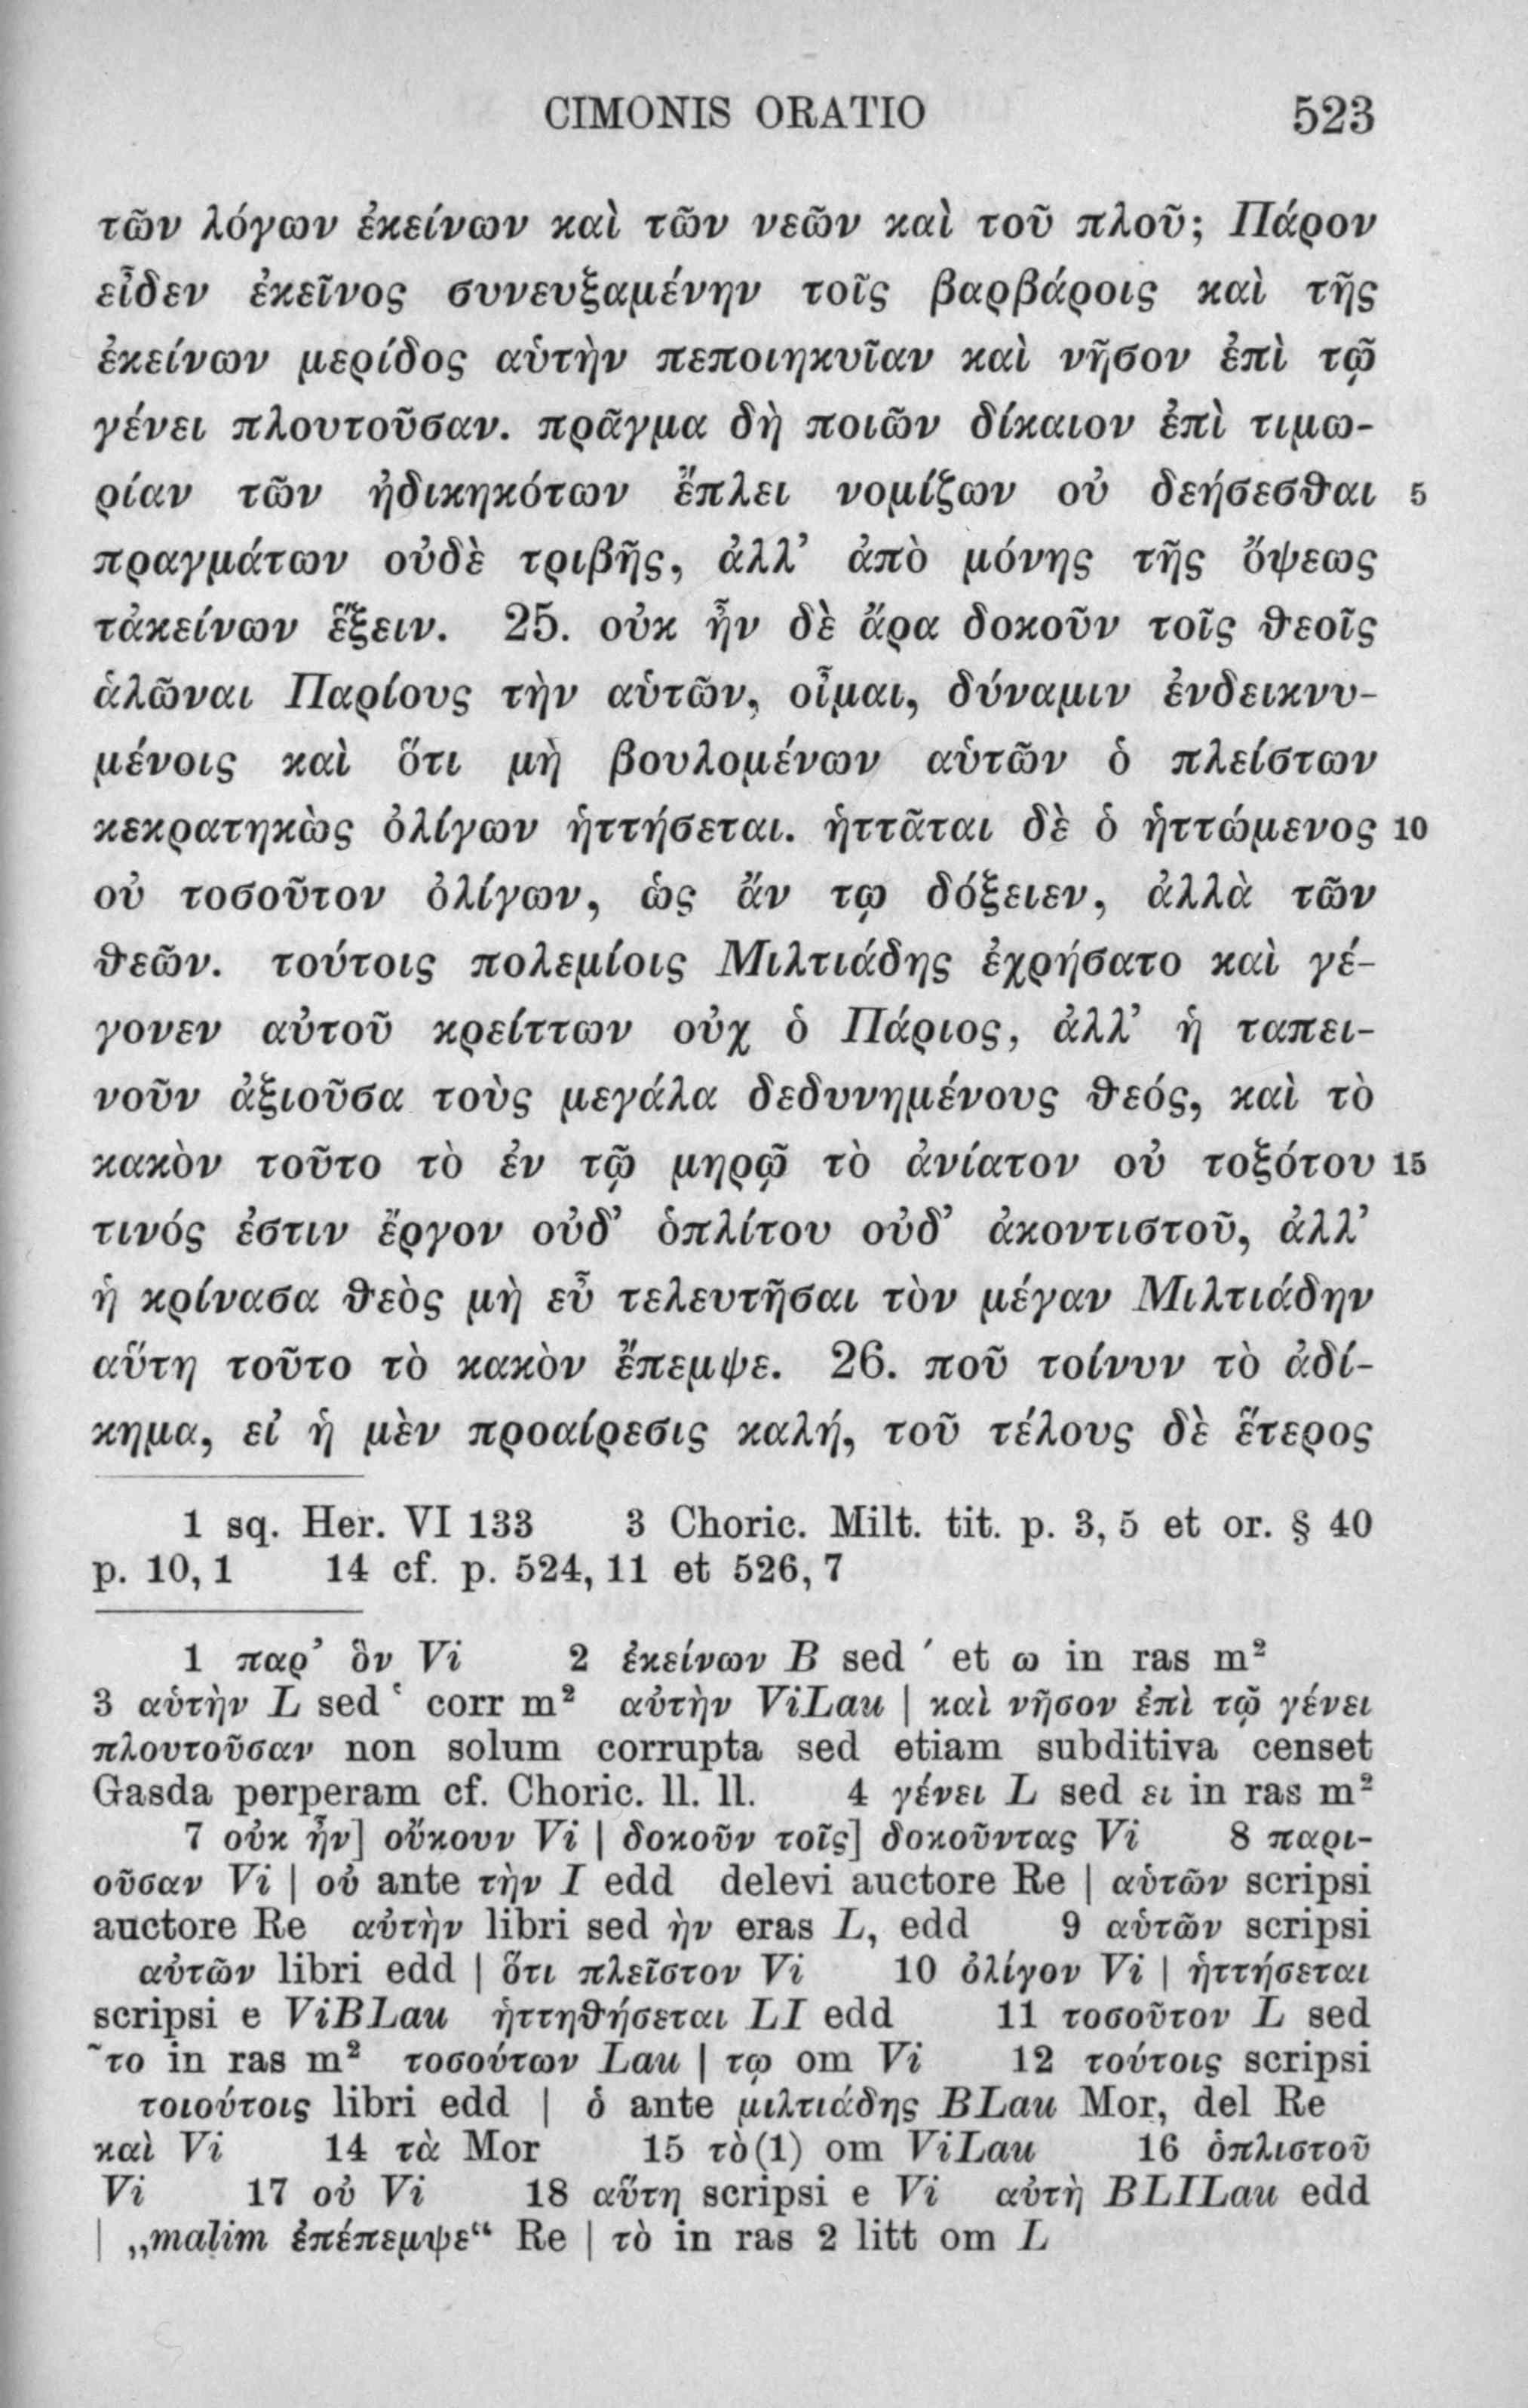 CIMONIS ORATIO 523
τῶν λόγων ἐκείνων καὶ τῶν νεῶν καὶ τοῦ πλοῦ; Πάρον
εἶδεν ἐκεῖνος συνευξαμένην τοῖς βαρβάροις καὶ τῆς
ἐκείνων μερίδος αὑτὴν πεποιηκυῖαν καὶ νῆσον ἐπὶ τῷ
γένει πλουτοῦσαν. πρᾶγμα δὴ ποιῶν δίκαιον ἐπὶ τιμω-
ρίαν τῶν ἠδικηκότων ἔπλει νομίζων οὐ δεήσεσθαι 5
πραγμάτων οὐδὲ τριβῆς, ἀλλ’ ἀπὸ μόνης τῆς ὄψεως
τἀκείνων ἕξειν. 25. οὐκ ἦν δὲ ἄρα δοκοῦν τοῖς θεοῖς
ἁλῶναι Παρίους τὴν αὑτῶν, οἶμαι, δύναμιν ἐνδεικνυ-
μένοις καὶ ὅτι μὴ βουλομένων αὑτῶν ὁ πλείστων
κεκρατηκὼς ὀλίγων ἡττήσεται. ἡττᾶται δὲ ὁ ἡττώμενος 10
οὐ τοσοῦτον ὀλίγων, ὡς ἄν τῳ δόξειεν, ἀλλὰ τῶν
θεῶν. τούτοις πολεμίοις Μιλτιάδης ἐχρήσατο καὶ γέ-
γονεν αὐτοῦ κρείττων οὐχ ὁ Πάριος, ἀλλ’ ἡ ταπει-
νοῦν ἀξιοῦσα τοὺς μεγάλα δεδυνημένους θεός, καὶ τὸ
κακὸν τοῦτο τὸ ἐν τῷ μηρῷ τὸ ἀνίατον οὐ τοξότου 15
τινός ἐστιν ἔργον οὐδ’ ὁπλίτου οὐδ’ ἀκοντιστοῦ, ἀλλ’
ἡ κρίνασα θεὸς μὴ εὖ τελευτῆσαι τὸν μέγαν Μιλτιάδην
αὕτη τοῦτο τὸ κακὸν ἔπεμψε. 26. ποῦ τοίνυν τὸ ἀδί-
κημα, εἰ ἡ μὲν προαίρεσις καλή, τοῦ τέλους δὲ ἕτερος
1 sq. Her. VI 133 3 Choric. Milt. tit. p. 3, 5 et or. § 40
p. 10, 1 14 cf. p. 524, 11 et 526, 7
1 παρ’ ὃν Vi 2 ἐκείνων B sed ´ et ω in ras m²
3 αὑτὴν L sed ʽ corr m² αὐτὴν ViLau | καὶ νῆσον ἐπὶ τῷ γένει
πλουτοῦσαν non solum corrupta sed etiam subditiva censet
Gasda perperam cf. Choric. ll. ll. 4 γένει L sed ει in ras m²
7 οὐκ ἦν] οὔκουν Vi | δοκοῦν τοῖς] δοκοῦντας Vi 8 παρι-
οῦσαν Vi | οὐ ante τὴν I edd delevi auctore Re | αὑτῶν scripsi
auctore Re αὐτὴν libri sed ὴν eras L, edd 9 αὑτῶν scripsi
αὐτῶν libri edd | ὅτι πλεῖστον Vi 10 ὀλίγον Vi | ἡττήσεται
scripsi e ViBLau ἡττηθήσεται LI edd 11 τοσοῦτον L sed
῀το in ras m² τοσούτων Lau | τῳ om Vi 12 τούτοις scripsi
τοιούτοις libri edd | ὁ ante μιλτιάδης BLau Mor, del Re
καὶ Vi 14 τὰ Mor 15 τὸ(1) om ViLau 16 ὁπλιστοῦ
Vi 17 οὐ Vi 18 αὕτη scripsi e Vi αὐτὴ BLILau edd
| „malim ἐπέπεμψε“ Re | τὸ in ras 2 litt om L